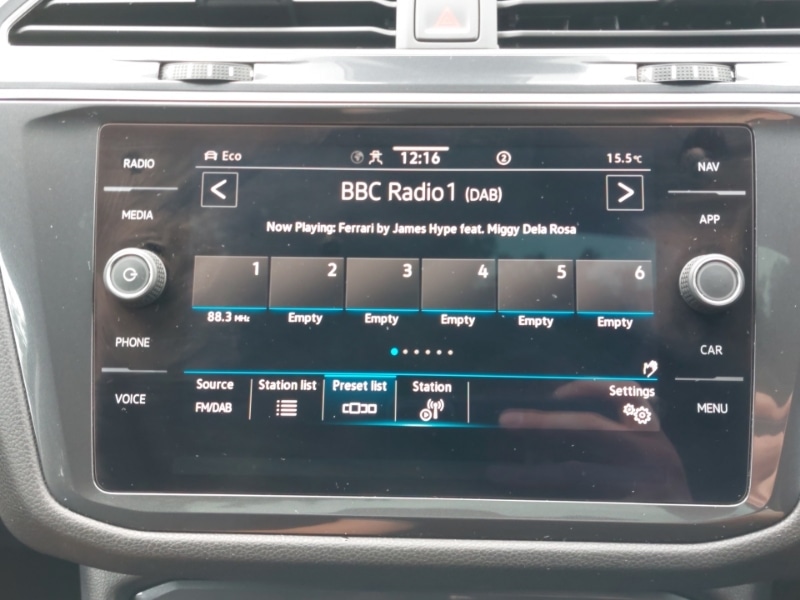 RADIO
MEDIA
PHONE
VOICE
Eco 12:16 2 15.5°C
BBC Radio1 (DAB)
Now Playing: Ferrari by James Hype feat. Miggy Dela Rosa
1 2 3 4 5 6
88.3 MHz Empty Empty Empty Empty Empty
Source Station list Preset list Station Settings
FM/DAB
NAV
APP
CAR
MENU